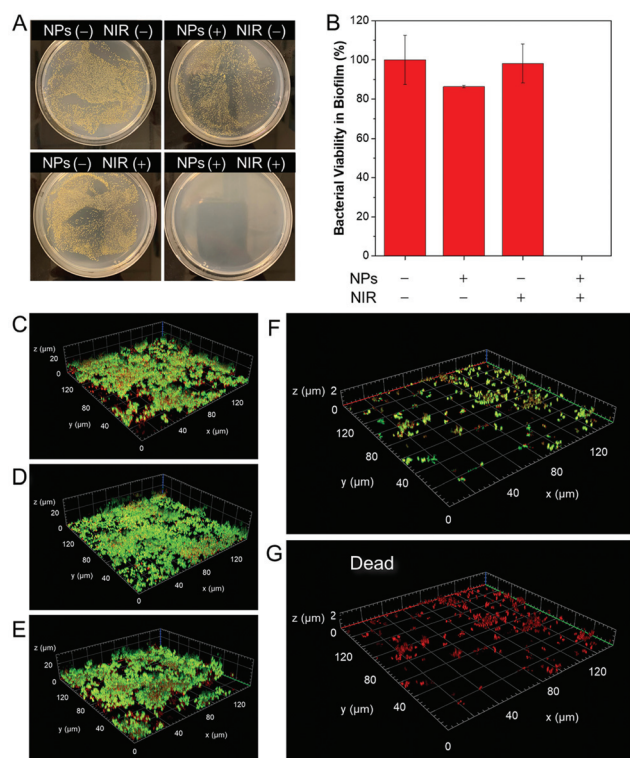 A
NPs (−) NIR (−)
NPs (+) NIR (−)
NPs (−) NIR (+)
NPs (+) NIR (+)
B
Bacterial Viability in Biofilm (%)
120
100
80
60
40
20
0
NPs − + − +
NIR − − + +
C
z (µm)
20
0
120
80
y (µm)
40
0
40
x (µm)
80
120
D
z (µm)
20
0
120
80
y (µm)
40
0
40
x (µm)
80
120
E
z (µm)
20
0
120
80
y (µm)
40
0
40
x (µm)
80
120
F
z (µm)
2
0
120
80
y (µm)
40
0
40
x (µm)
80
120
G
Dead
z (µm)
2
0
120
80
y (µm)
40
0
40
x (µm)
80
120